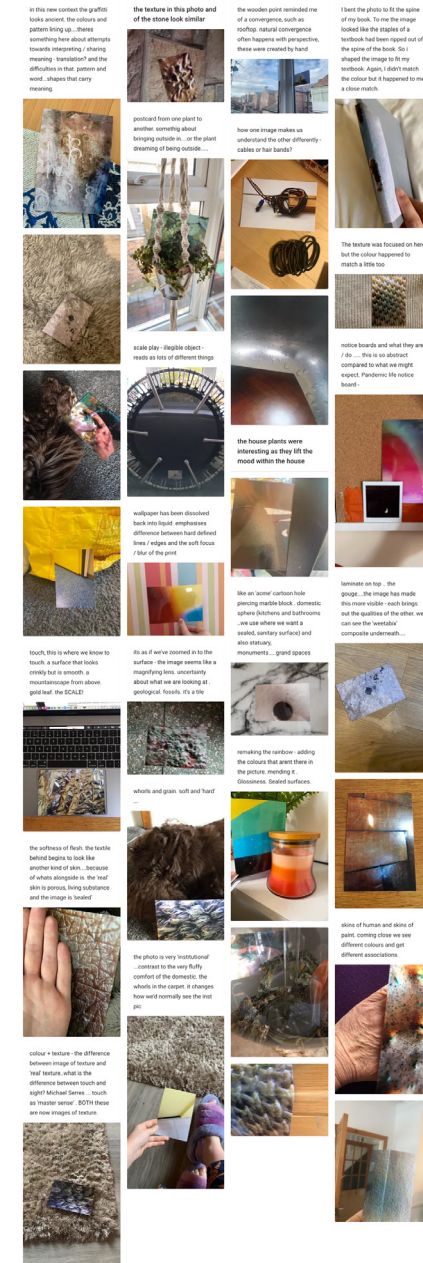 in this new context the graffiti
looks ancient. the colours and
pattern lining up...theres
something here about attempts
towards interpreting / sharing
meaning - translation? and the
difficulties in that. pattern and
word...shapes that carry
meaning.
touch, this is where we know to
touch. a surface that looks
crinkly but is smooth. a
mountainscape from above.
gold leaf. the SCALE!
the softness of flesh. the textile
behind begins to look like
another kind of skin....because
of whats alongside is. the 'real'
skin is porous, living substance
and the image is 'sealed'
colour + texture - the difference
between image of texture and
'real' texture..what is the
difference between touch and
sight? Michael Serres ... touch
as 'master sense' . BOTH these
are now images of texture.
the texture in this photo and
of the stone look similar
postcard from one plant to
another. somethig about
bringing outside in ...or the plant
dreaming of being outside.....
scale play - illegible object -
reads as lots of different things
wallpaper has been dissolved
back into liquid. emphasises
difference between hard defined
lines / edges and the soft focus
/ blur of the print
its as if we've zoomed in to the
surface - the image seems like a
magnifying lens. uncertainty
about what we are looking at .
geological. fossils. it's a tile
whorls and grain. soft and 'hard'
...
the photo is very 'institutional'
...contrast to the very fluffy
comfort of the domestic. the
whorls in the carpet. it changes
how we'd normally see the inst
pic
the wooden point reminded me
of a convergence, such as
rooftop. natural convergence
often happens with perspective,
these were created by hand
how one image makes us
understand the other differently -
cables or hair bands?
the house plants were
interesting as they lift the
mood within the house
like an 'acme' cartoon hole
piercing marble block . domestic
sphere (kitchens and bathrooms
..we use where we want a
sealed, sanitary surface) and
also statuary,
monuments.....grand spaces
remaking the rainbow - adding
the colours that arent there in
the picture. mending it .
Glossiness. Sealed surfaces.
I bent the photo to fit the spine
of my book. To me the image
looked like the staples of a
textbook had been ripped out of
the spine of the book. So i
shaped the image to fit my
textbook. Again, I didn't match
the colour but it happened to me
a close match.
The texture was focused on here
but the colour happened to
match a little too
notice boards and what they are
/ do ..... this is so abstract
compared to what we might
expect. Pandemic life notice
board -
laminate on top .. the
gouge....the image has made
this more visible - each brings
out the qualities of the other. we
can see the 'weetabix'
composite underneath....
skins of human and skins of
paint. coming close we see
different colours and get
different associations.